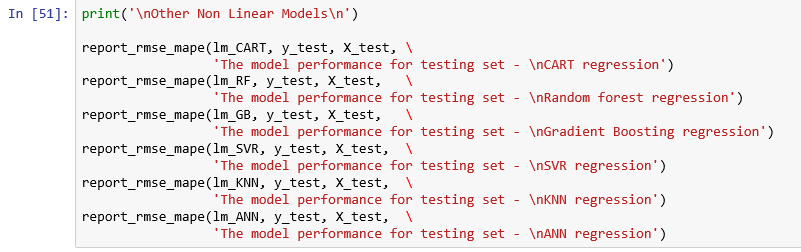 In [51]: print('\nOther Non Linear Models\n')
report_rmse_mape(lm_CART, y_test, X_test, \
'The model performance for testing set - \nCART regression')
report_rmse_mape(lm_RF, y_test, X_test, \
'The model performance for testing set - \nRandom forest regression')
report_rmse_mape(lm_GB, y_test, X_test, \
'The model performance for testing set - \nGradient Boosting regression')
report_rmse_mape(lm_SVR, y_test, X_test, \
'The model performance for testing set - \nSVR regression')
report_rmse_mape(lm_KNN, y_test, X_test, \
'The model performance for testing set - \nKNN regression')
report_rmse_mape(lm_ANN, y_test, X_test, \
'The model performance for testing set - \nANN regression')